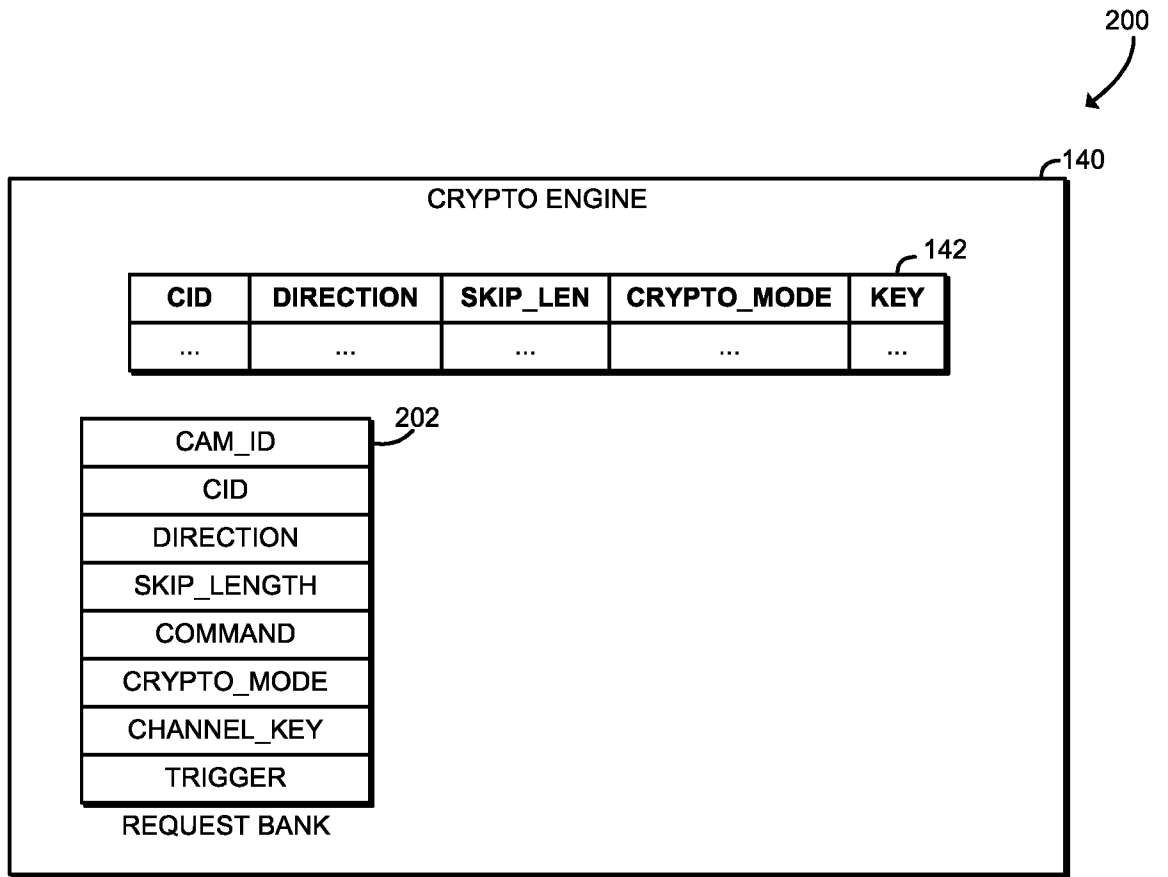 200
140
CRYPTO ENGINE
142
CID DIRECTION SKIP_LEN CRYPTO_MODE KEY
... ... ... ... ...
202
CAM_ID
CID
DIRECTION
SKIP_LENGTH
COMMAND
CRYPTO_MODE
CHANNEL_KEY
TRIGGER
REQUEST BANK